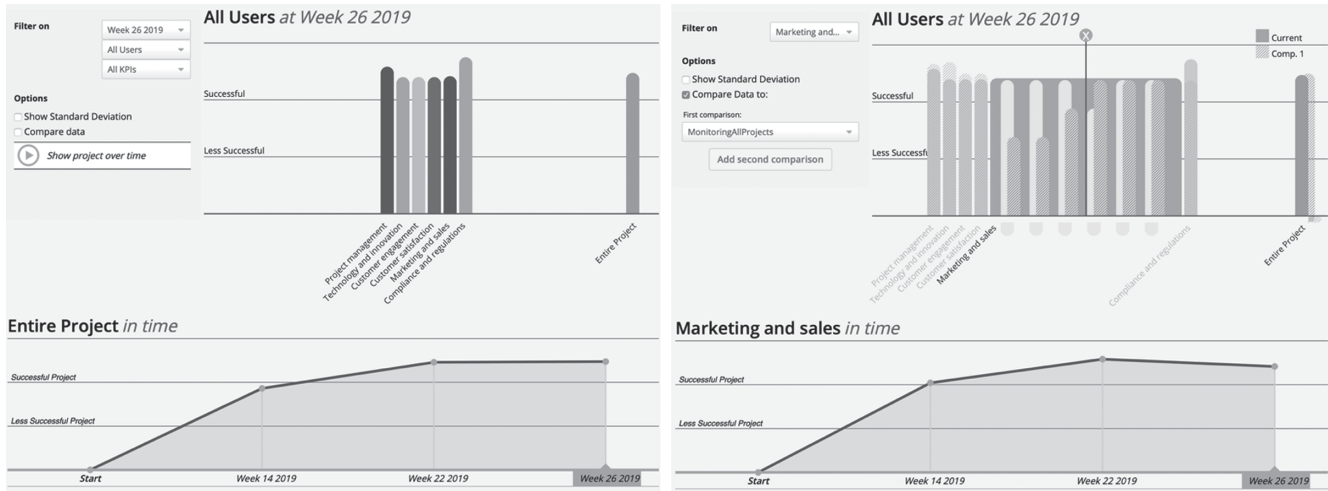 All Users at Week 26 2019
Filter on
Week 26 2019
All Users
All KPIs
Options
Show Standard Deviation
Compare data
Show project over time
Successful
Less Successful
Project management
Technology and innovation
Customer engagement
Customer satisfaction
Marketing and sales
Compliance and regulations
Entire Project
Entire Project in time
Successful Project
Less Successful Project
Start
Week 14 2019
Week 22 2019
Week 26 2019
All Users at Week 26 2019
Filter on
Marketing and...
Options
Show Standard Deviation
Compare Data to:
First comparison:
MonitoringAllProjects
Add second comparison
X
Current
Comp. 1
Successful
Less Successfu
Project management
Technology and innovation
Customer engagement
Customer satisfaction
Marketing and sales
Compliance and regulations
Entire Project
Marketing and sales in time
Successful Project
Less Successful Project
Start
Week 14 2019
Week 22 2019
Week 26 2019